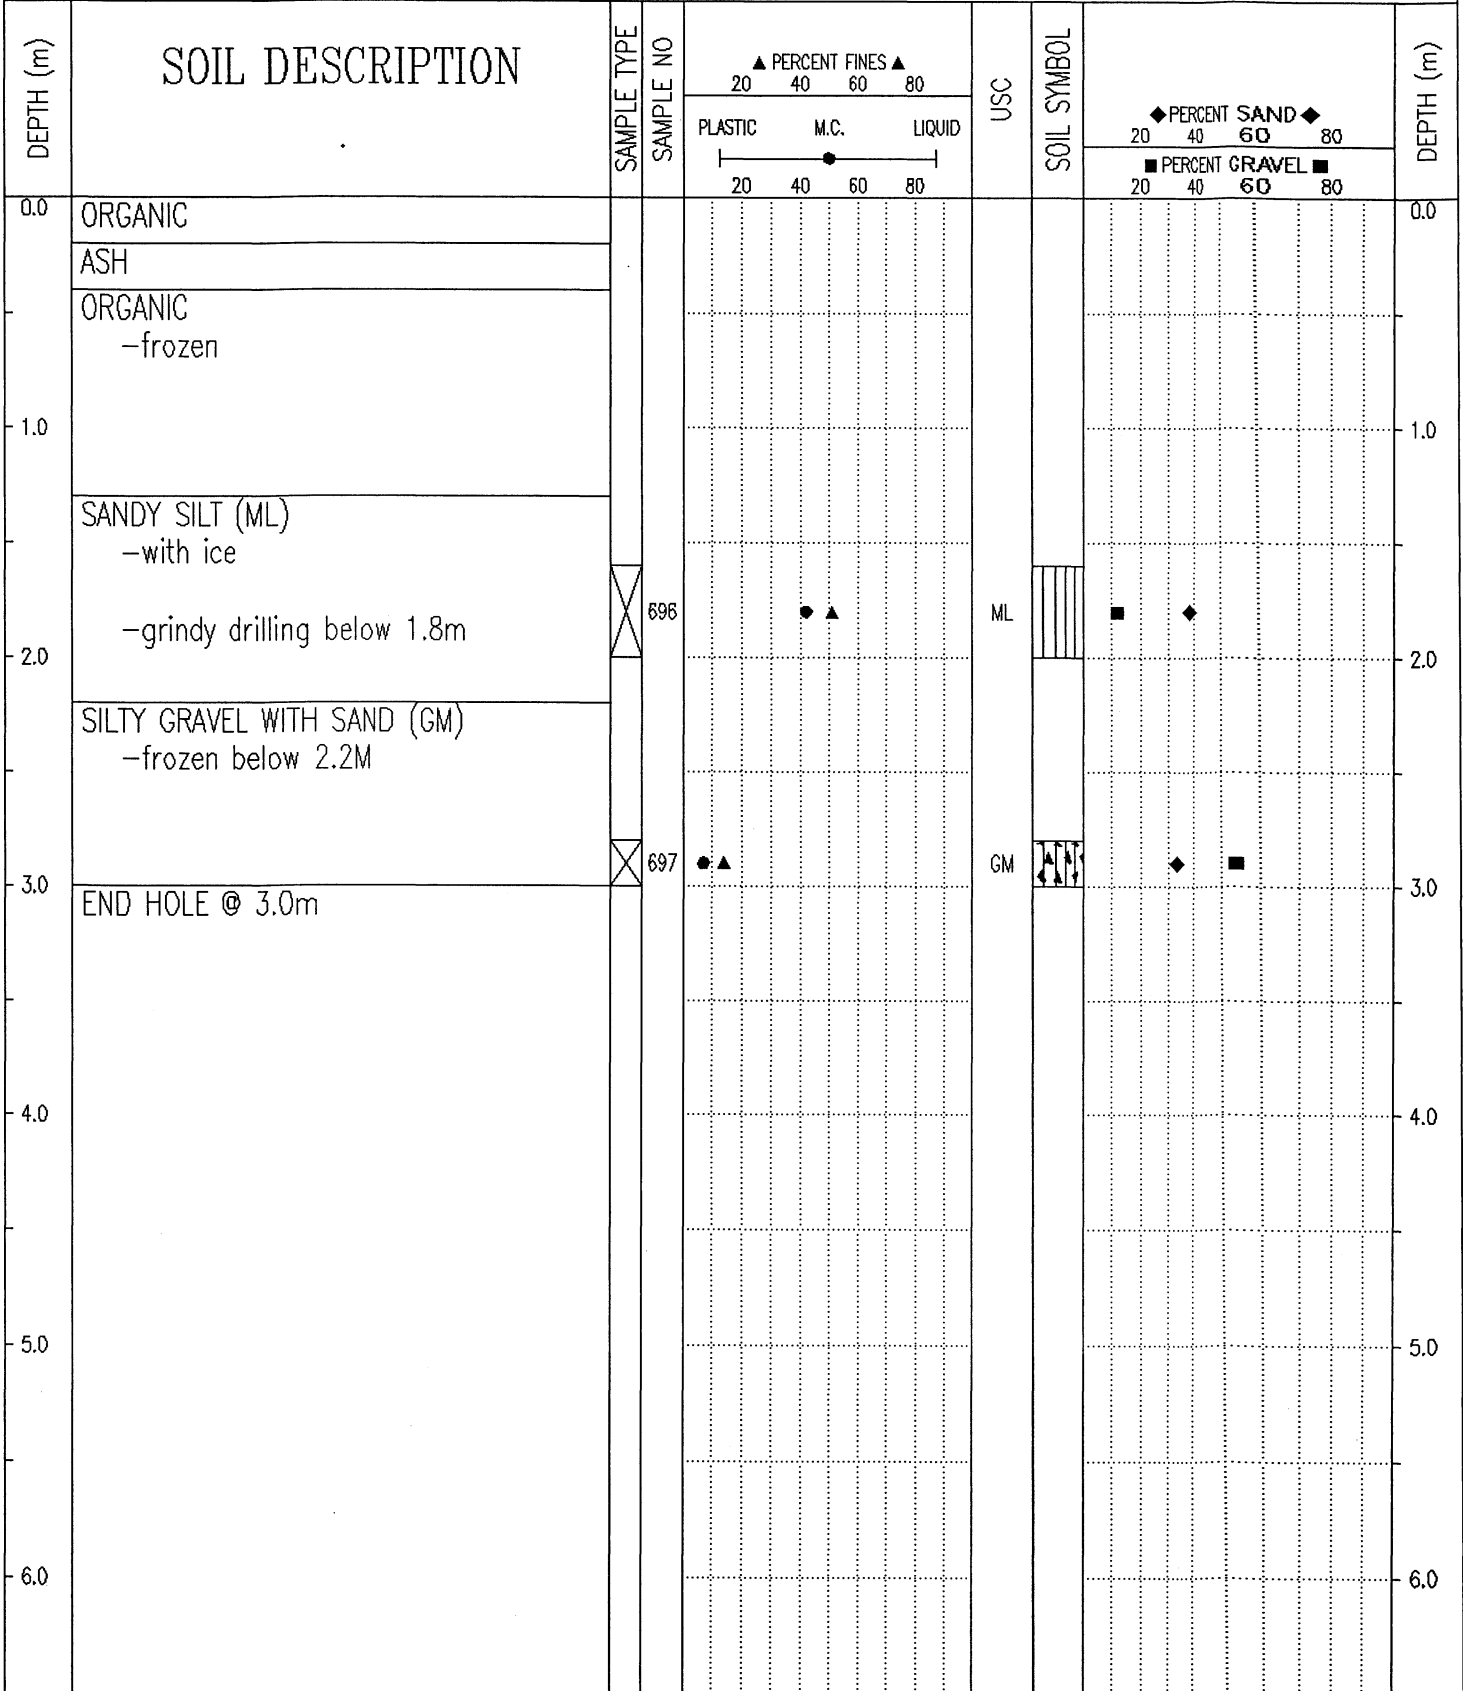 DEPTH (m)
SOIL DESCRIPTION
SAMPLE TYPE
SAMPLE NO
▲ PERCENT FINES ▲
20 40 60 80
PLASTIC M.C. LIQUID
20 40 60 80
USC
SOIL SYMBOL
◆PERCENT SAND◆
20 40 60 80
■PERCENT GRAVEL■
20 40 60 80
DEPTH (m)
0.0 ORGANIC 0.0
ASH
ORGANIC
-frozen
1.0 1.0
SANDY SILT (ML)
-with ice
696 ML
-grindy drilling below 1.8m
2.0 2.0
SILTY GRAVEL WITH SAND (GM)
-frozen below 2.2M
697 GM
3.0 3.0
END HOLE @ 3.0m
4.0 4.0
5.0 5.0
6.0 6.0